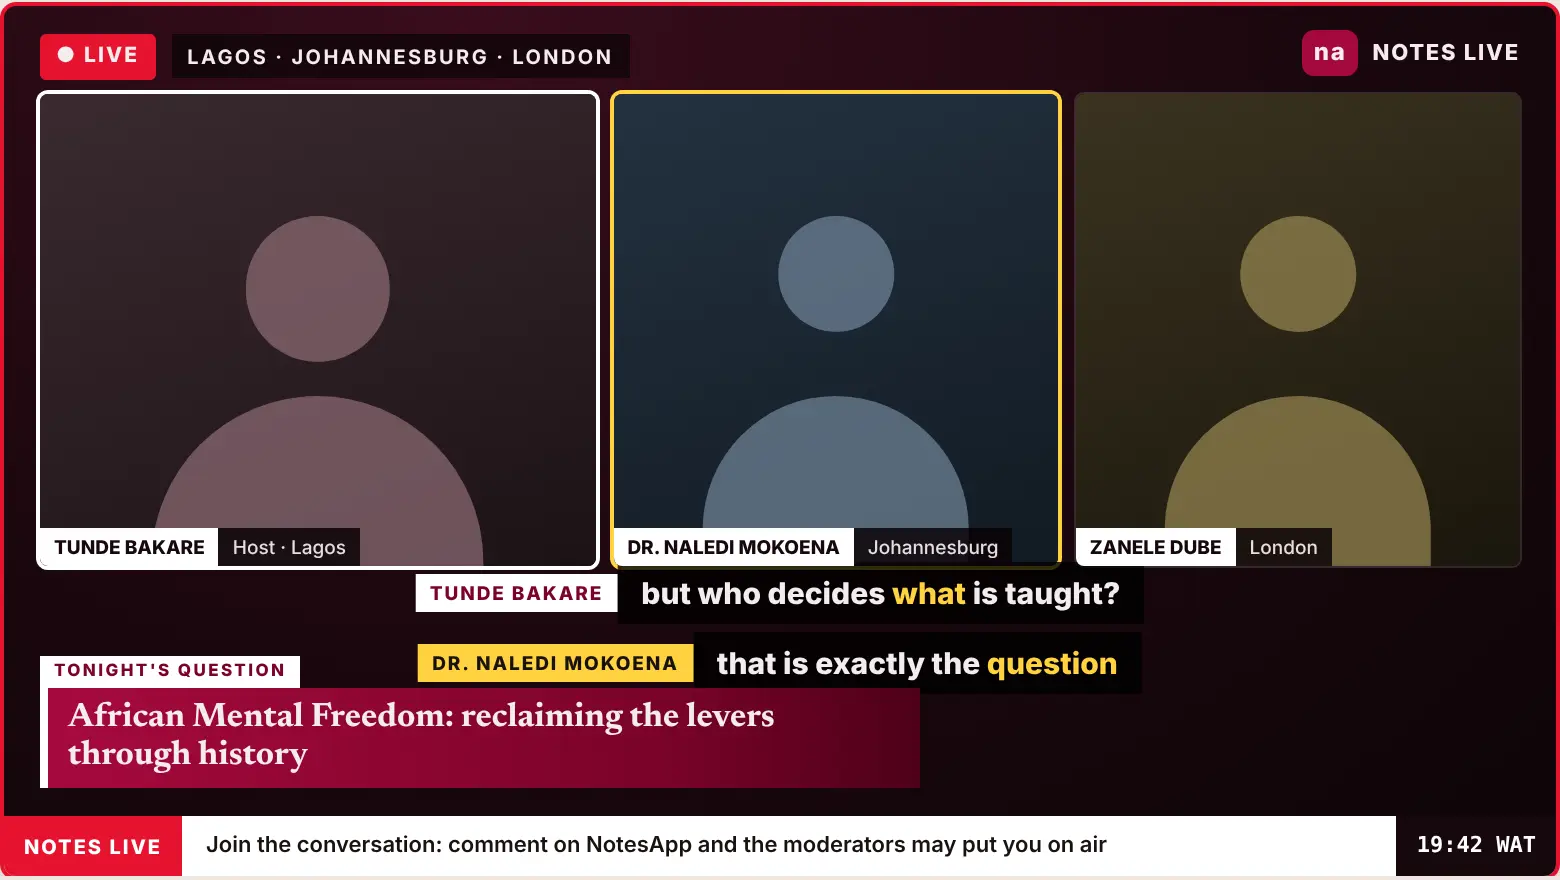 LIVE
LAGOS · JOHANNESBURG · LONDON
na NOTES LIVE
TUNDE BAKARE Host · Lagos
DR. NALEDI MOKOENA Johannesburg
ZANELE DUBE London
TUNDE BAKARE but who decides what is taught?
DR. NALEDI MOKOENA that is exactly the question
TONIGHT'S QUESTION
African Mental Freedom: reclaiming the levers
through history
NOTES LIVE Join the conversation: comment on NotesApp and the moderators may put you on air 19:42 WAT